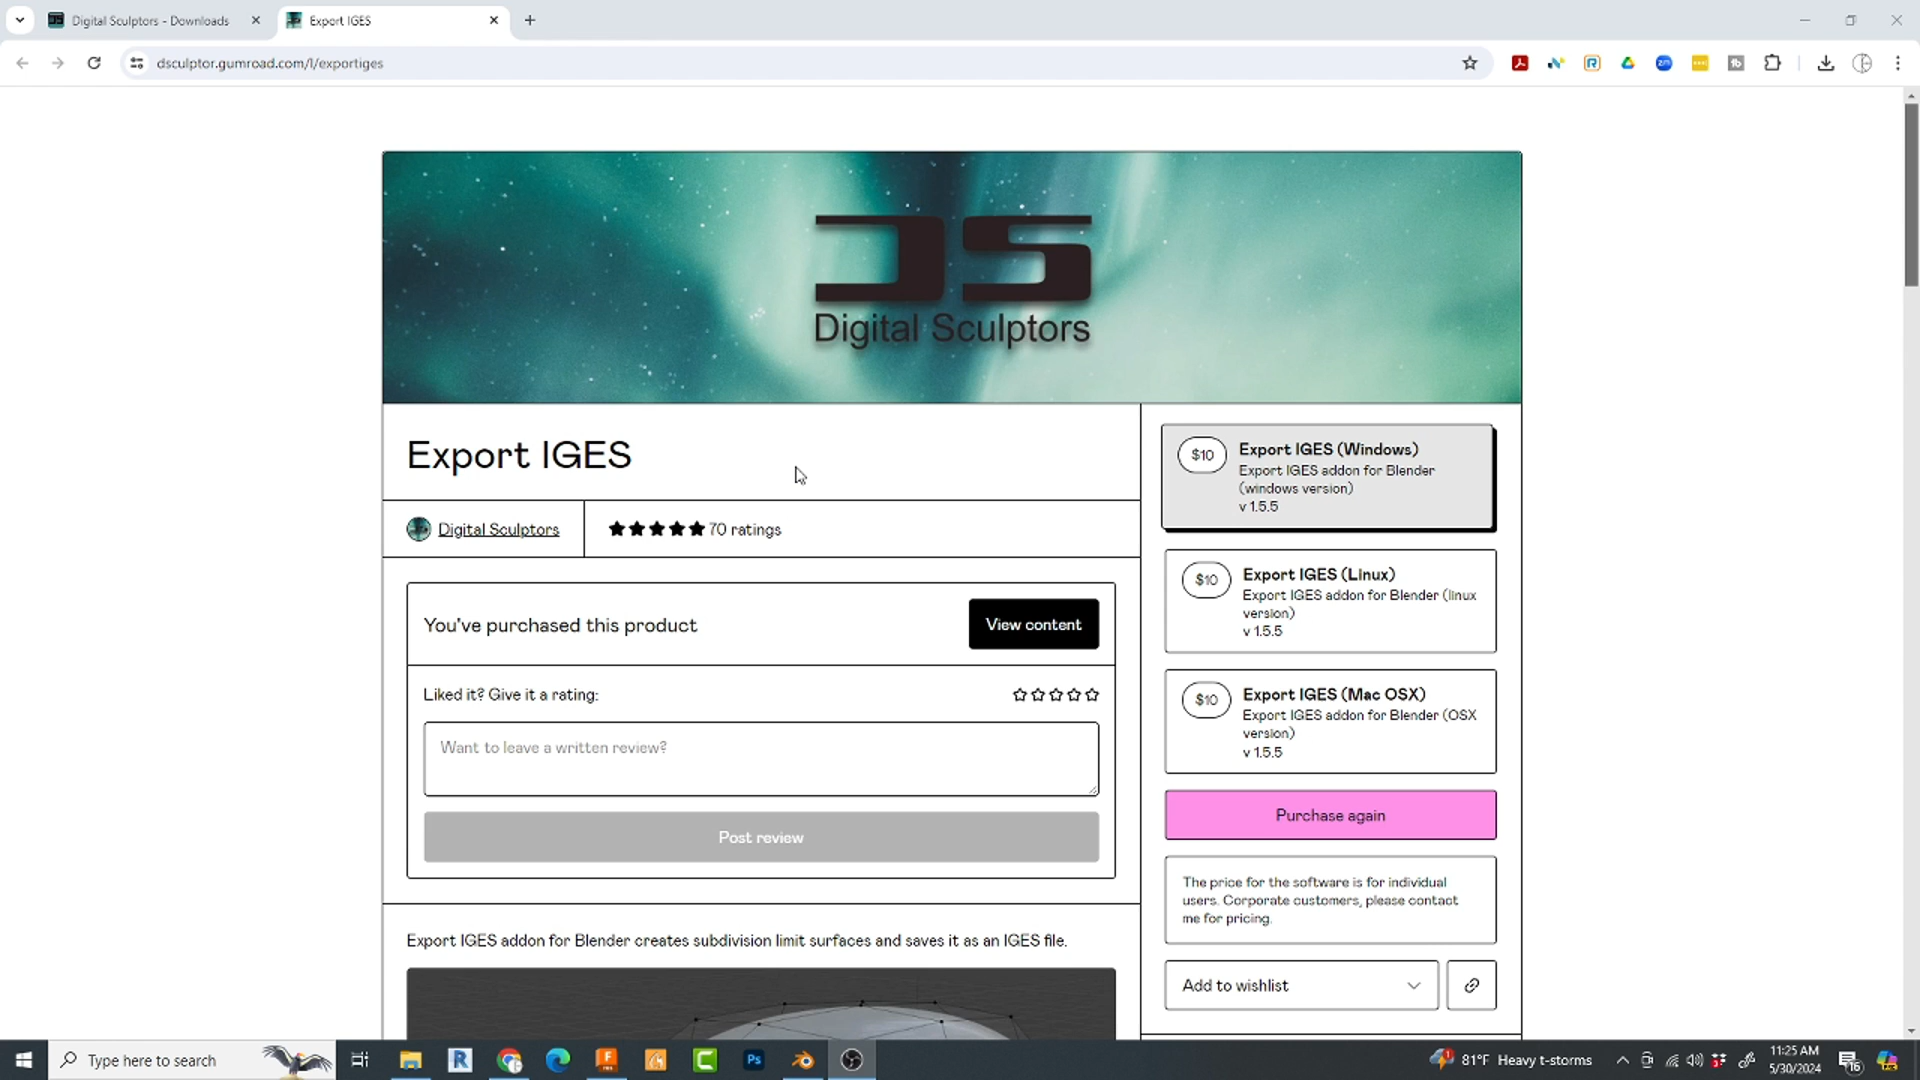 Digital Sculptors - Downloads
Export IGES
dsculptor.gumroad.com/l/exportiges
DS
Digital Sculptors
Export IGES
Digital Sculptors
70 ratings
You've purchased this product
View content
Liked it? Give it a rating:
Want to leave a written review?
Post review
Export IGES addon for Blender creates subdivision limit surfaces and saves it as an IGES file.
$10
Export IGES (Windows)
Export IGES addon for Blender
(windows version)
v 1.5.5
$10
Export IGES (Linux)
Export IGES addon for Blender (linux
version)
v 1.5.5
$10
Export IGES (Mac OSX)
Export IGES addon for Blender (OSX
version)
v 1.5.5
Purchase again
The price for the software is for individual
users. Corporate customers, please contact
me for pricing.
Add to wishlist
Type here to search
81°F Heavy t-storms
11:25 AM
5/30/2024
16